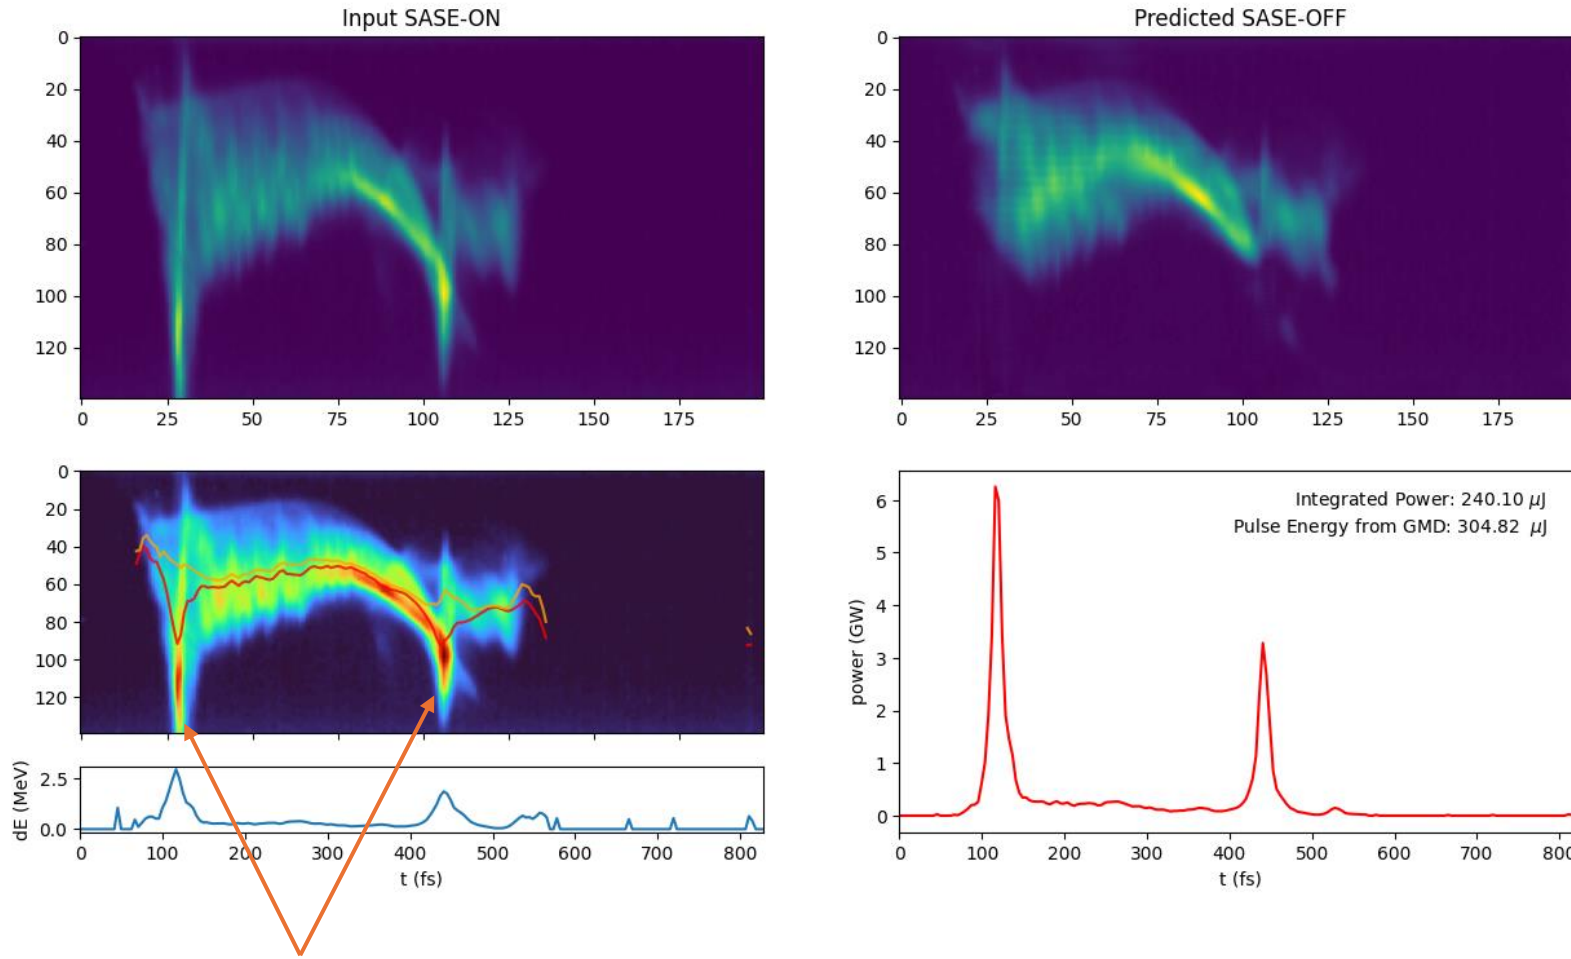 Input SASE-ON
0
20
40
60
80
100
120
0 25 50 75 100 125 150 175
Predicted SASE-OFF
0
20
40
60
80
100
120
0 25 50 75 100 125 150 175
0
20
40
60
80
100
120
dE (MeV)
2.5
0.0
0 100 200 300 400 500 600 700 800
t (fs)
Integrated Power: 240.10 μJ
Pulse Energy from GMD: 304.82 μJ
power (GW)
6
5
4
3
2
1
0
0 100 200 300 400 500 600 700
t (fs)